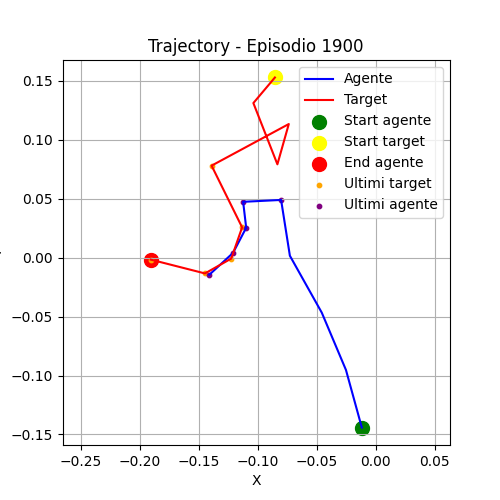 Trajectory - Episodio 1900
Agente
Target
Start agente
Start target
End agente
Ultimi target
Ultimi agente
0.15
0.10
0.05
0.00
−0.05
−0.10
−0.15
−0.25
−0.20
−0.15
−0.10
−0.05
0.00
0.05
X